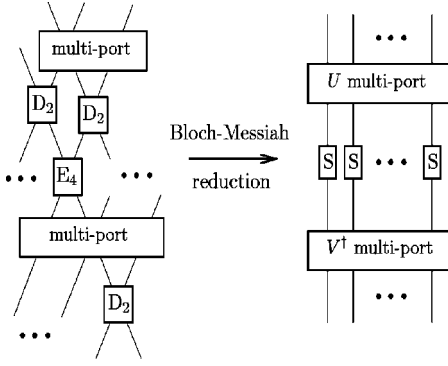 multi-port
D2
D2
E4
multi-port
D2
Bloch-Messiah
reduction
U multi-port
S
S
S
V† multi-port